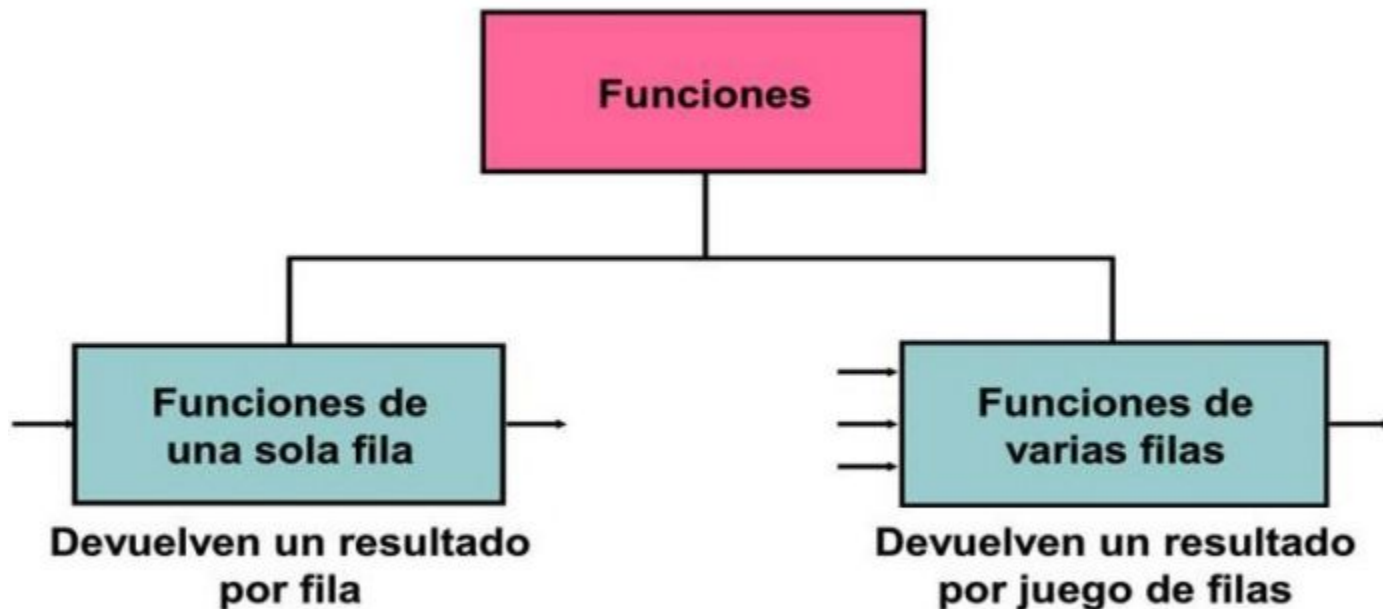 Funciones
Funciones de
una sola fila
Devuelven un resultado
por fila
Funciones de
varias filas
Devuelven un resultado
por juego de filas